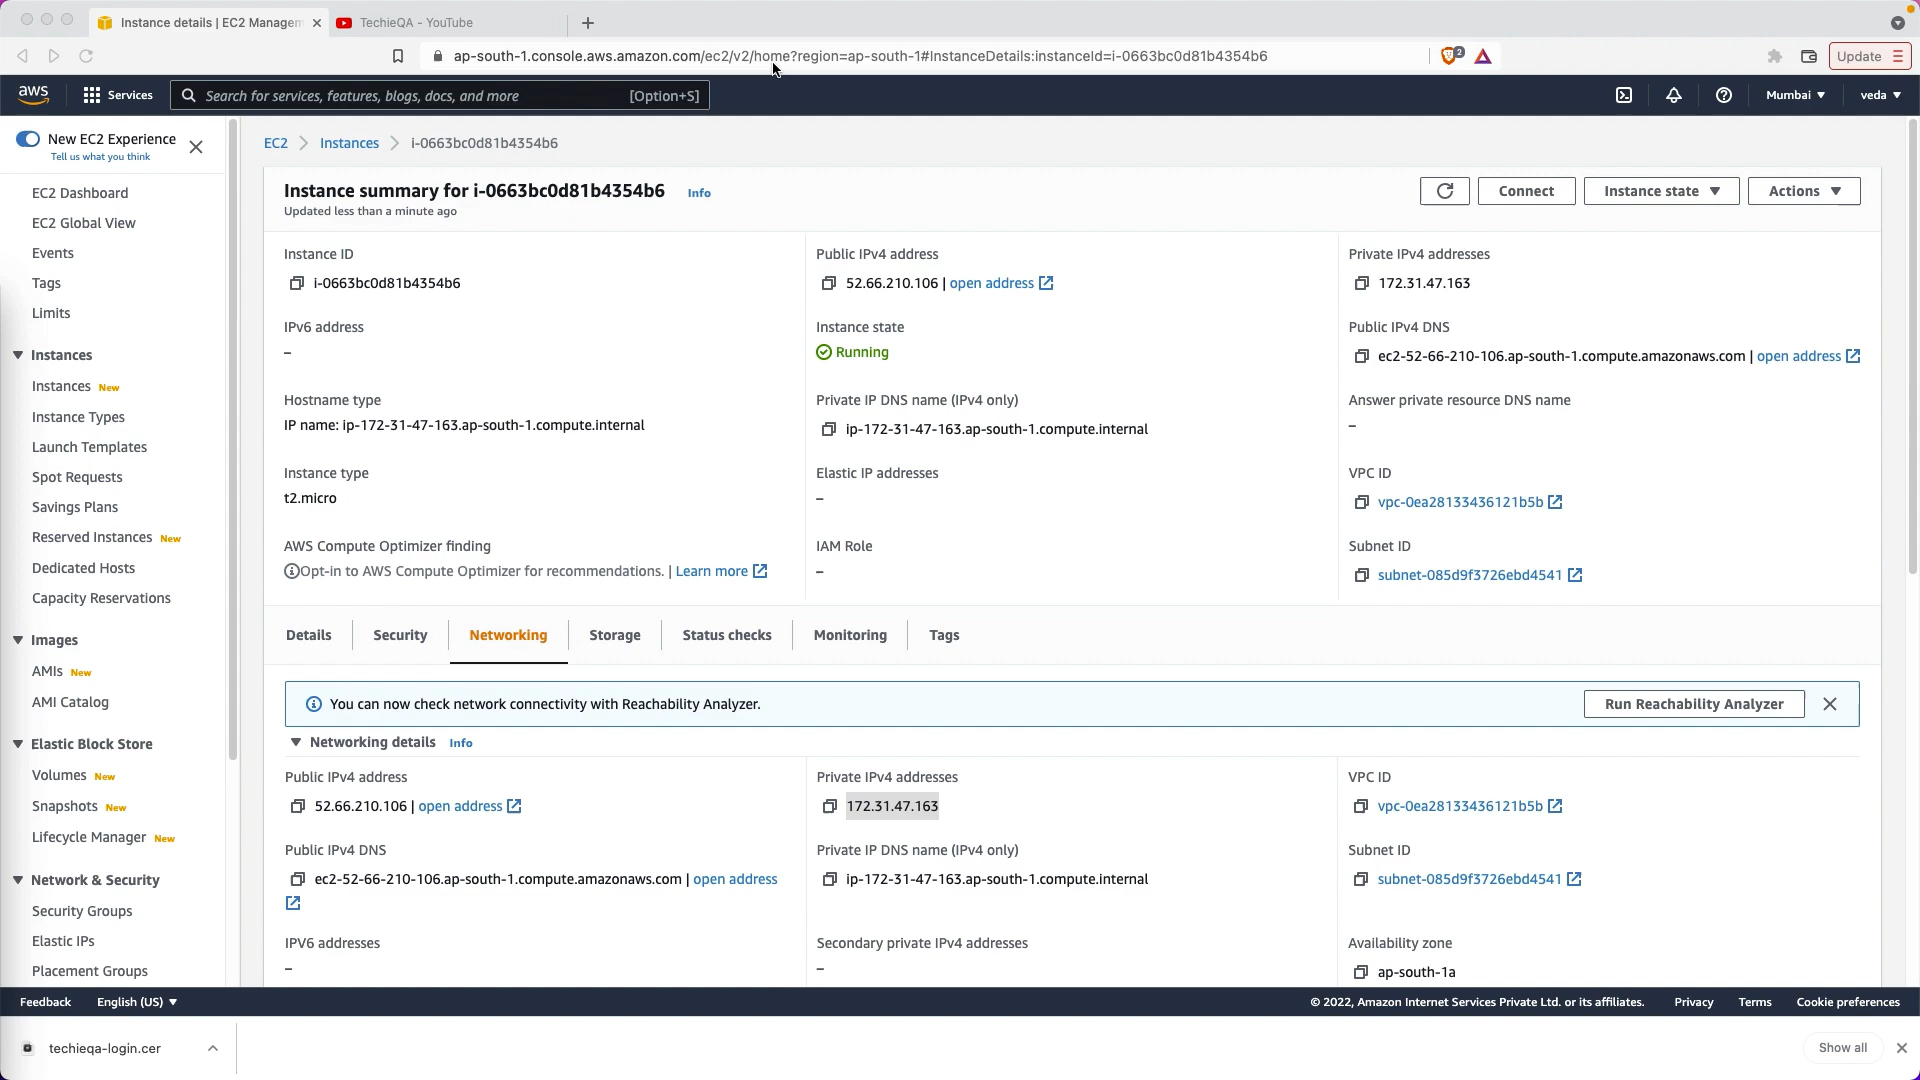 Instance details | EC2 Managem
TechieQA - YouTube
ap-south-1.console.aws.amazon.com/ec2/v2/home?region=ap-south-1#InstanceDetails:instanceId=i-0663bc0d81b4354b6
2
Update
aws
Services
Search for services, features, blogs, docs, and more
[Option+S]
Mumbai
veda
New EC2 Experience
Tell us what you think
EC2 Dashboard
EC2 Global View
Events
Tags
Limits
Instances
Instances New
Instance Types
Launch Templates
Spot Requests
Savings Plans
Reserved Instances New
Dedicated Hosts
Capacity Reservations
Images
AMIs New
AMI Catalog
Elastic Block Store
Volumes New
Snapshots New
Lifecycle Manager New
Network & Security
Security Groups
Elastic IPs
Placement Groups
EC2 > Instances > i-0663bc0d81b4354b6
Instance summary for i-0663bc0d81b4354b6 Info
Updated less than a minute ago
Connect
Instance state
Actions
Instance ID
i-0663bc0d81b4354b6
Public IPv4 address
52.66.210.106 | open address
Private IPv4 addresses
172.31.47.163
IPv6 address
–
Instance state
Running
Public IPv4 DNS
ec2-52-66-210-106.ap-south-1.compute.amazonaws.com | open address
Hostname type
IP name: ip-172-31-47-163.ap-south-1.compute.internal
Private IP DNS name (IPv4 only)
ip-172-31-47-163.ap-south-1.compute.internal
Answer private resource DNS name
–
Instance type
t2.micro
Elastic IP addresses
–
VPC ID
vpc-0ea28133436121b5b
AWS Compute Optimizer finding
Opt-in to AWS Compute Optimizer for recommendations. | Learn more
IAM Role
–
Subnet ID
subnet-085d9f3726ebd4541
Details
Security
Networking
Storage
Status checks
Monitoring
Tags
You can now check network connectivity with Reachability Analyzer.
Run Reachability Analyzer
Networking details Info
Public IPv4 address
52.66.210.106 | open address
Private IPv4 addresses
172.31.47.163
VPC ID
vpc-0ea28133436121b5b
Public IPv4 DNS
ec2-52-66-210-106.ap-south-1.compute.amazonaws.com | open address
Private IP DNS name (IPv4 only)
ip-172-31-47-163.ap-south-1.compute.internal
Subnet ID
subnet-085d9f3726ebd4541
IPV6 addresses
–
Secondary private IPv4 addresses
–
Availability zone
ap-south-1a
Feedback
English (US)
© 2022, Amazon Internet Services Private Ltd. or its affiliates.
Privacy
Terms
Cookie preferences
techieqa-login.cer
Show all